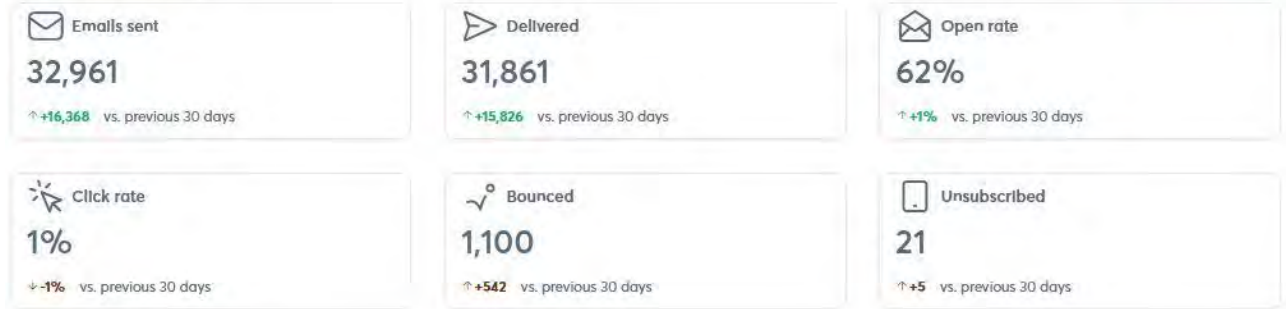 Emails sent
32,961
↑ +16,368 vs. previous 30 days
Delivered
31,861
↑ +15,826 vs. previous 30 days
Open rate
62%
↑ +1% vs. previous 30 days
Click rate
1%
↓ -1% vs. previous 30 days
Bounced
1,100
↑ +542 vs. previous 30 days
Unsubscribed
21
↑ +5 vs. previous 30 days